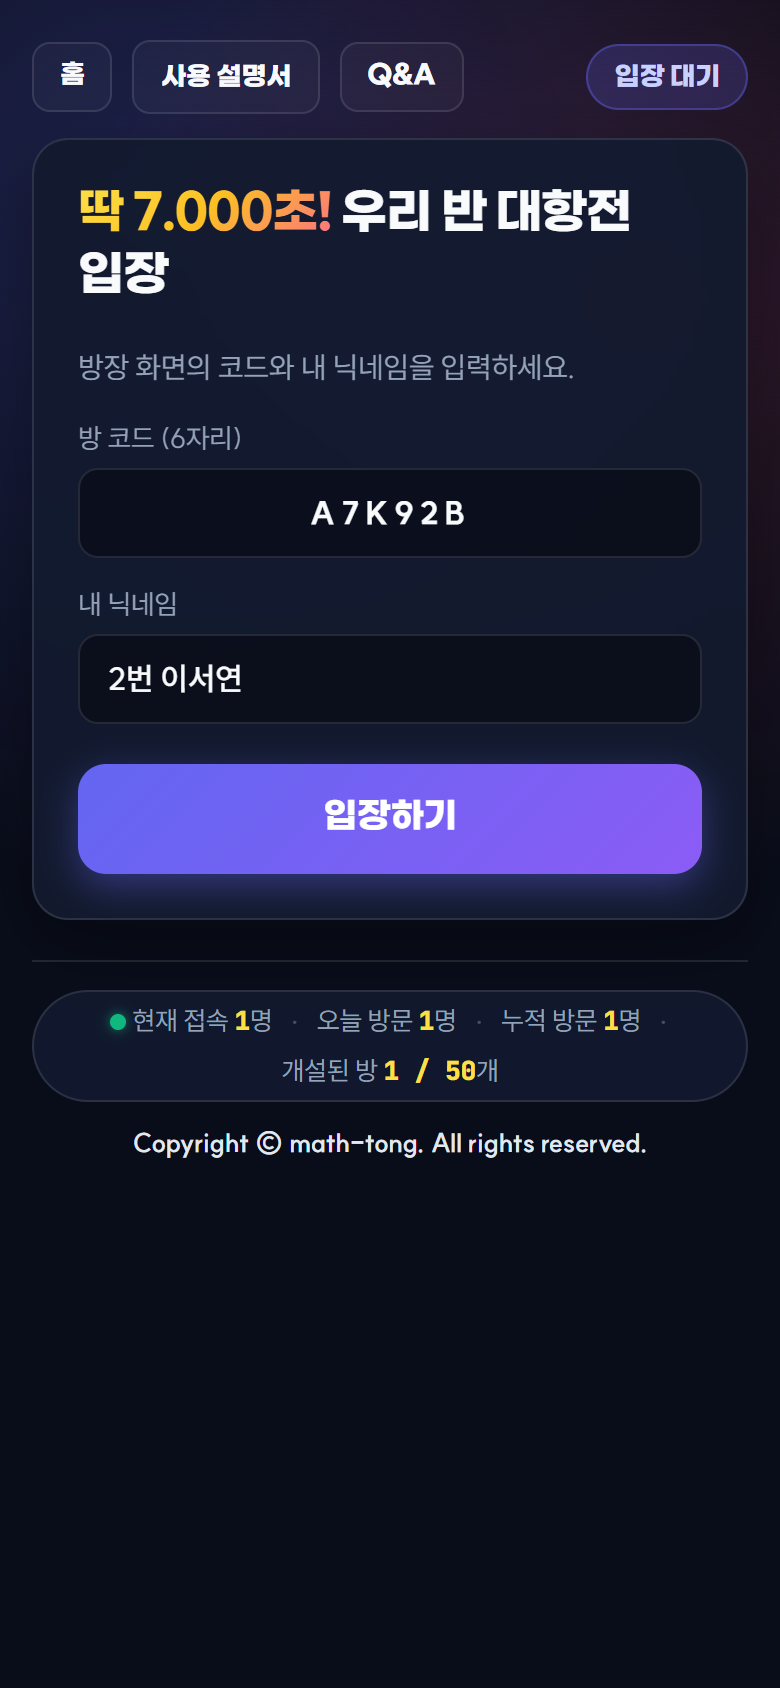 홈 사용 설명서 Q&A 입장 대기
딱 7.000초! 우리 반 대항전
입장
방장 화면의 코드와 내 닉네임을 입력하세요.
방 코드 (6자리)
A7K92B
내 닉네임
2번 이서연
입장하기
현재 접속 1명 · 오늘 방문 1명 · 누적 방문 1명 ·
개설된 방 1 / 50개
Copyright © math-tong. All rights reserved.